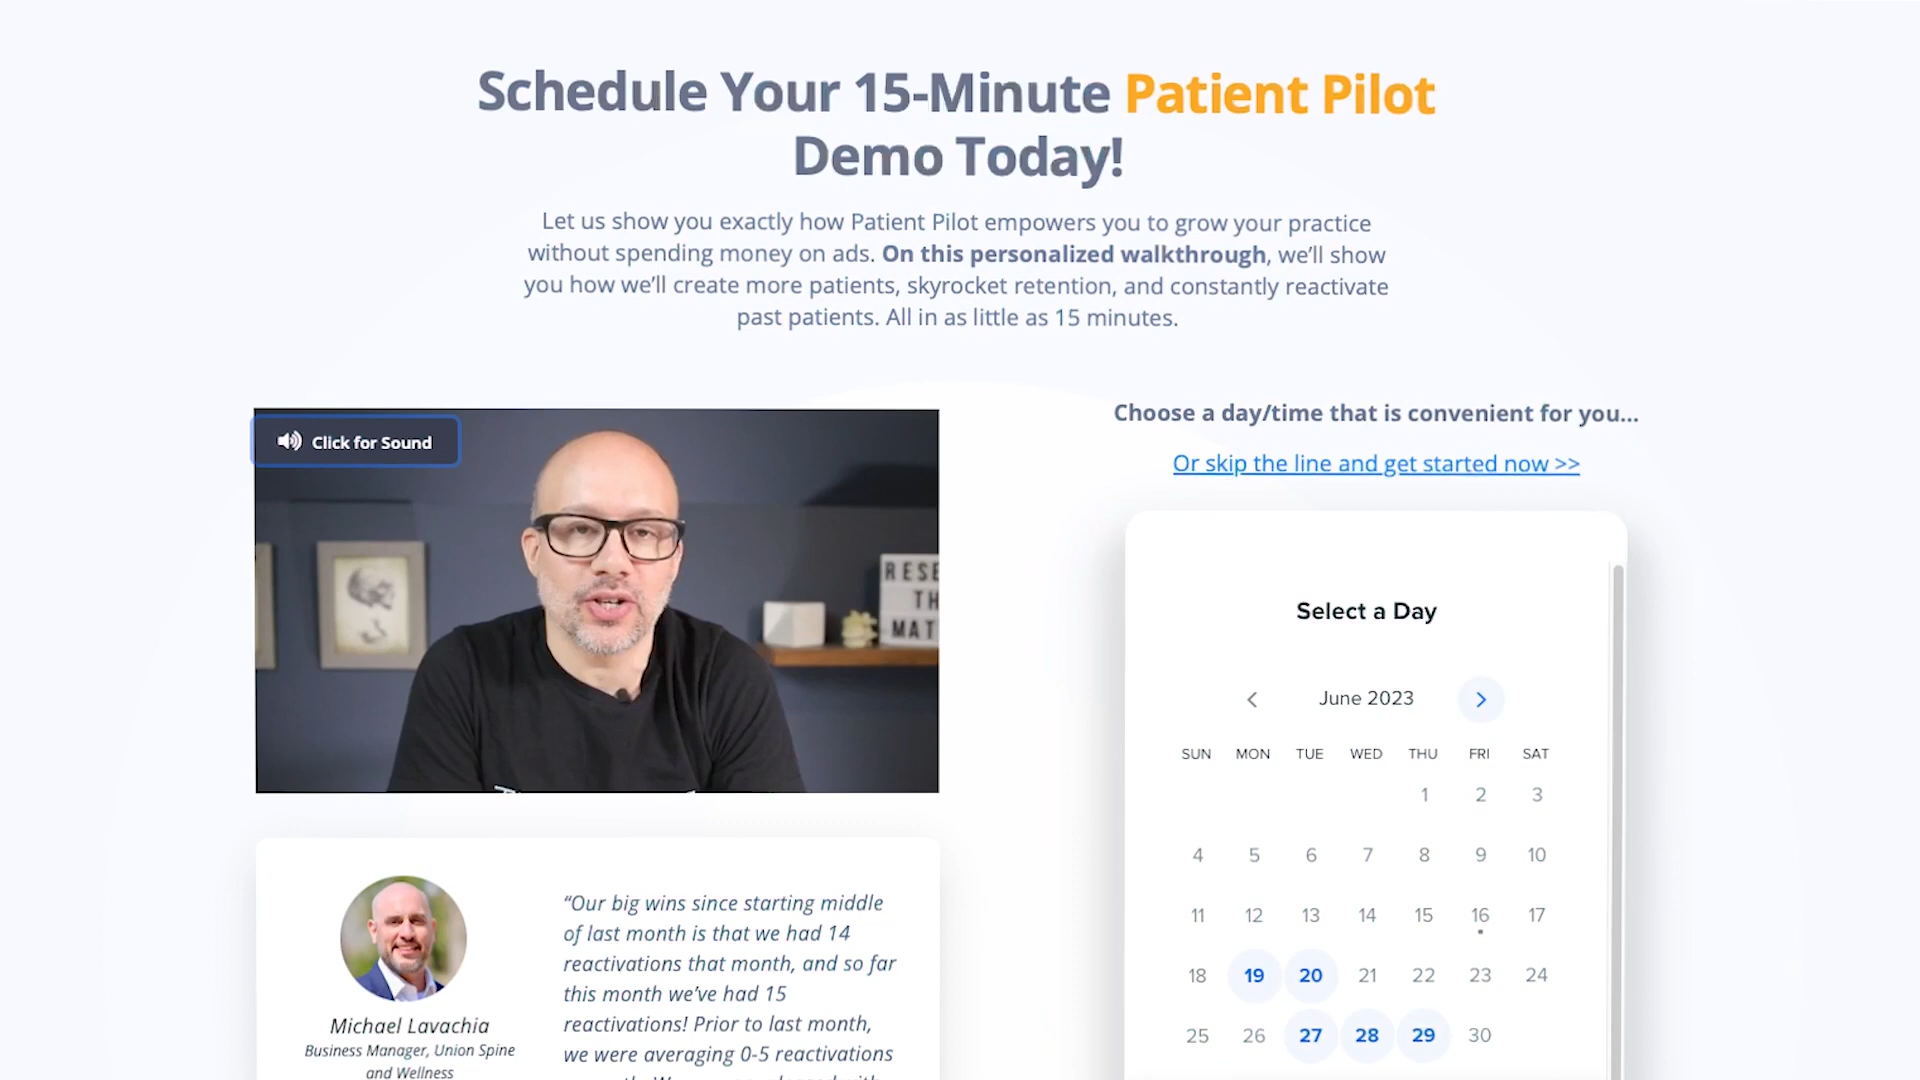 Schedule Your 15-Minute Patient Pilot
Demo Today!
Let us show you exactly how Patient Pilot empowers you to grow your practice
without spending money on ads. On this personalized walkthrough, we'll show
you how we'll create more patients, skyrocket retention, and constantly reactivate
past patients. All in as little as 15 minutes.
Click for Sound
RESE
TH
MAT
Michael Lavachia
Business Manager, Union Spine
and Wellness
“Our big wins since starting middle
of last month is that we had 14
reactivations that month, and so far
this month we've had 15
reactivations! Prior to last month,
we were averaging 0-5 reactivations
Choose a day/time that is convenient for you...
Or skip the line and get started now >>
Select a Day
June 2023
SUN MON TUE WED THU FRI SAT
1 2 3
4 5 6 7 8 9 10
11 12 13 14 15 16 17
18 19 20 21 22 23 24
25 26 27 28 29 30